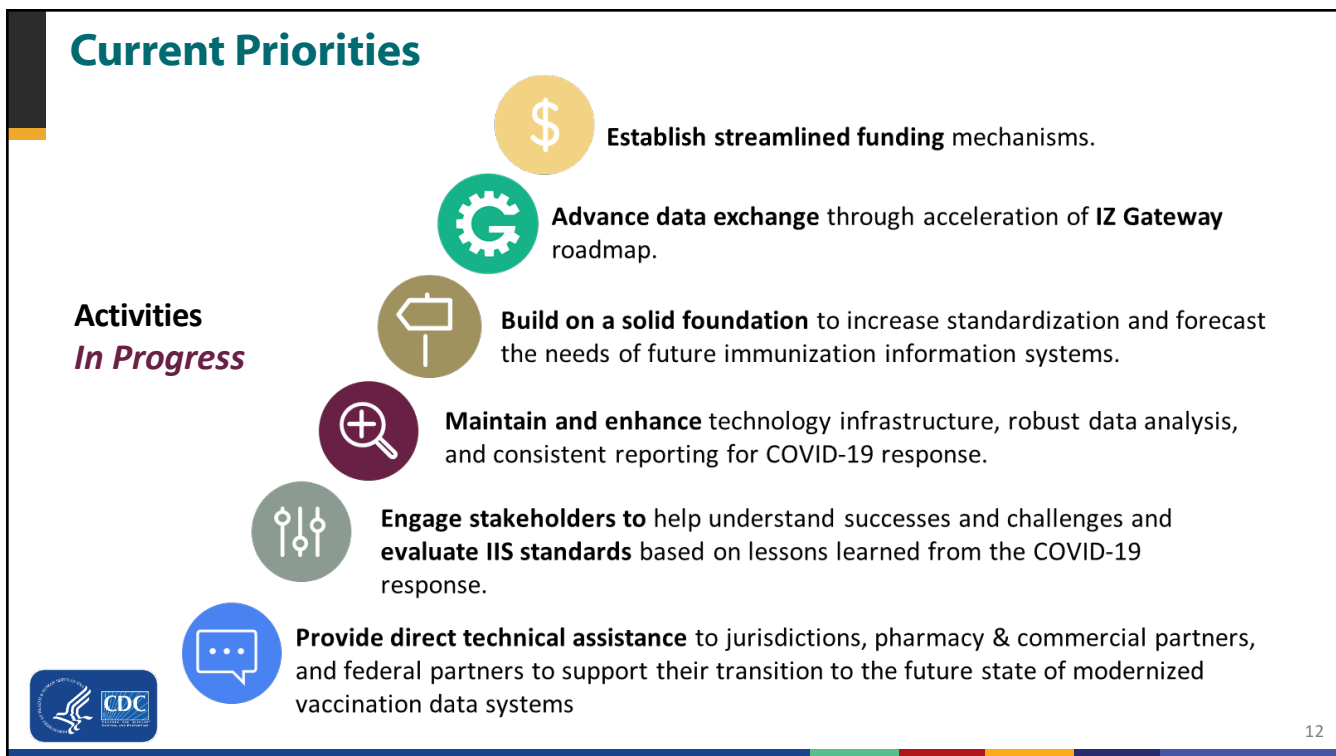 Current Priorities
$
Establish streamlined funding mechanisms.
Advance data exchange through acceleration of IZ Gateway
roadmap.
Activities
In Progress
Build on a solid foundation to increase standardization and forecast
the needs of future immunization information systems.
Maintain and enhance technology infrastructure, robust data analysis,
and consistent reporting for COVID-19 response.
Engage stakeholders to help understand successes and challenges and
evaluate IIS standards based on lessons learned from the COVID-19
response.
Provide direct technical assistance to jurisdictions, pharmacy & commercial partners,
and federal partners to support their transition to the future state of modernized
vaccination data systems
CDC
12